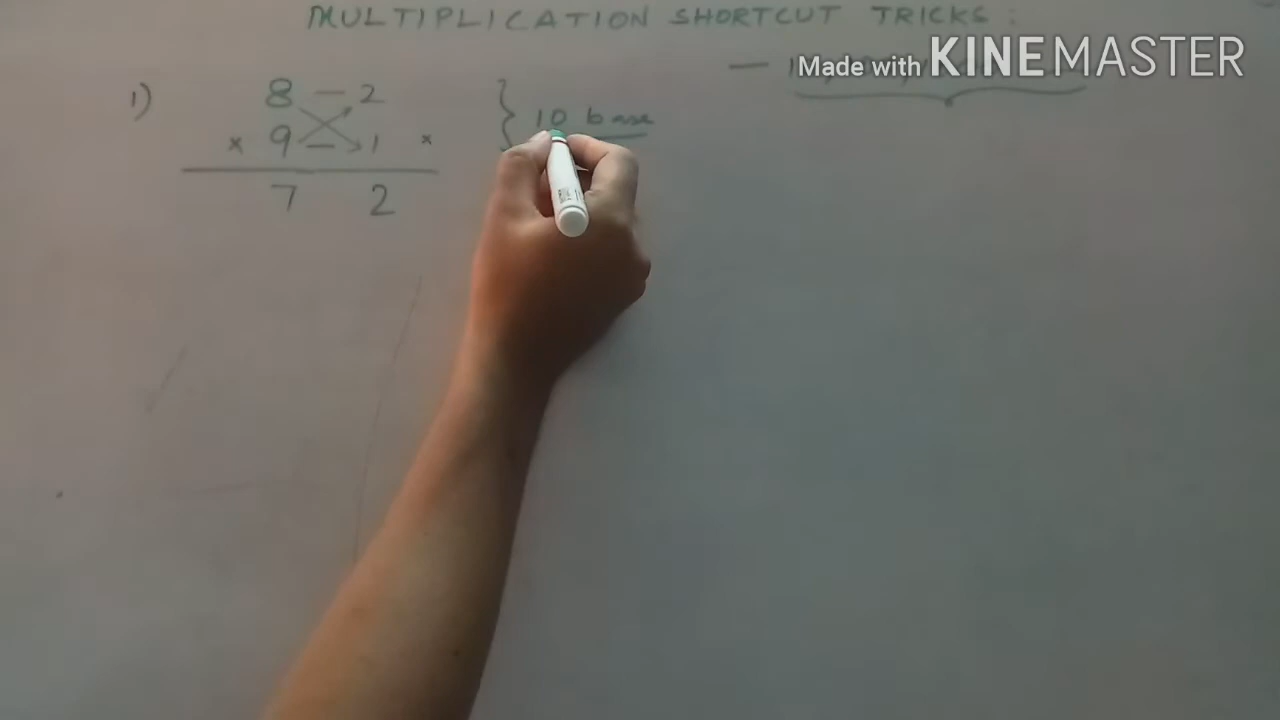 MULTIPLICATION SHORTCUT TRICKS :
Made with KINEMASTER
1) 8 – 2
} 10 base
x 9 – 1 x
7 2